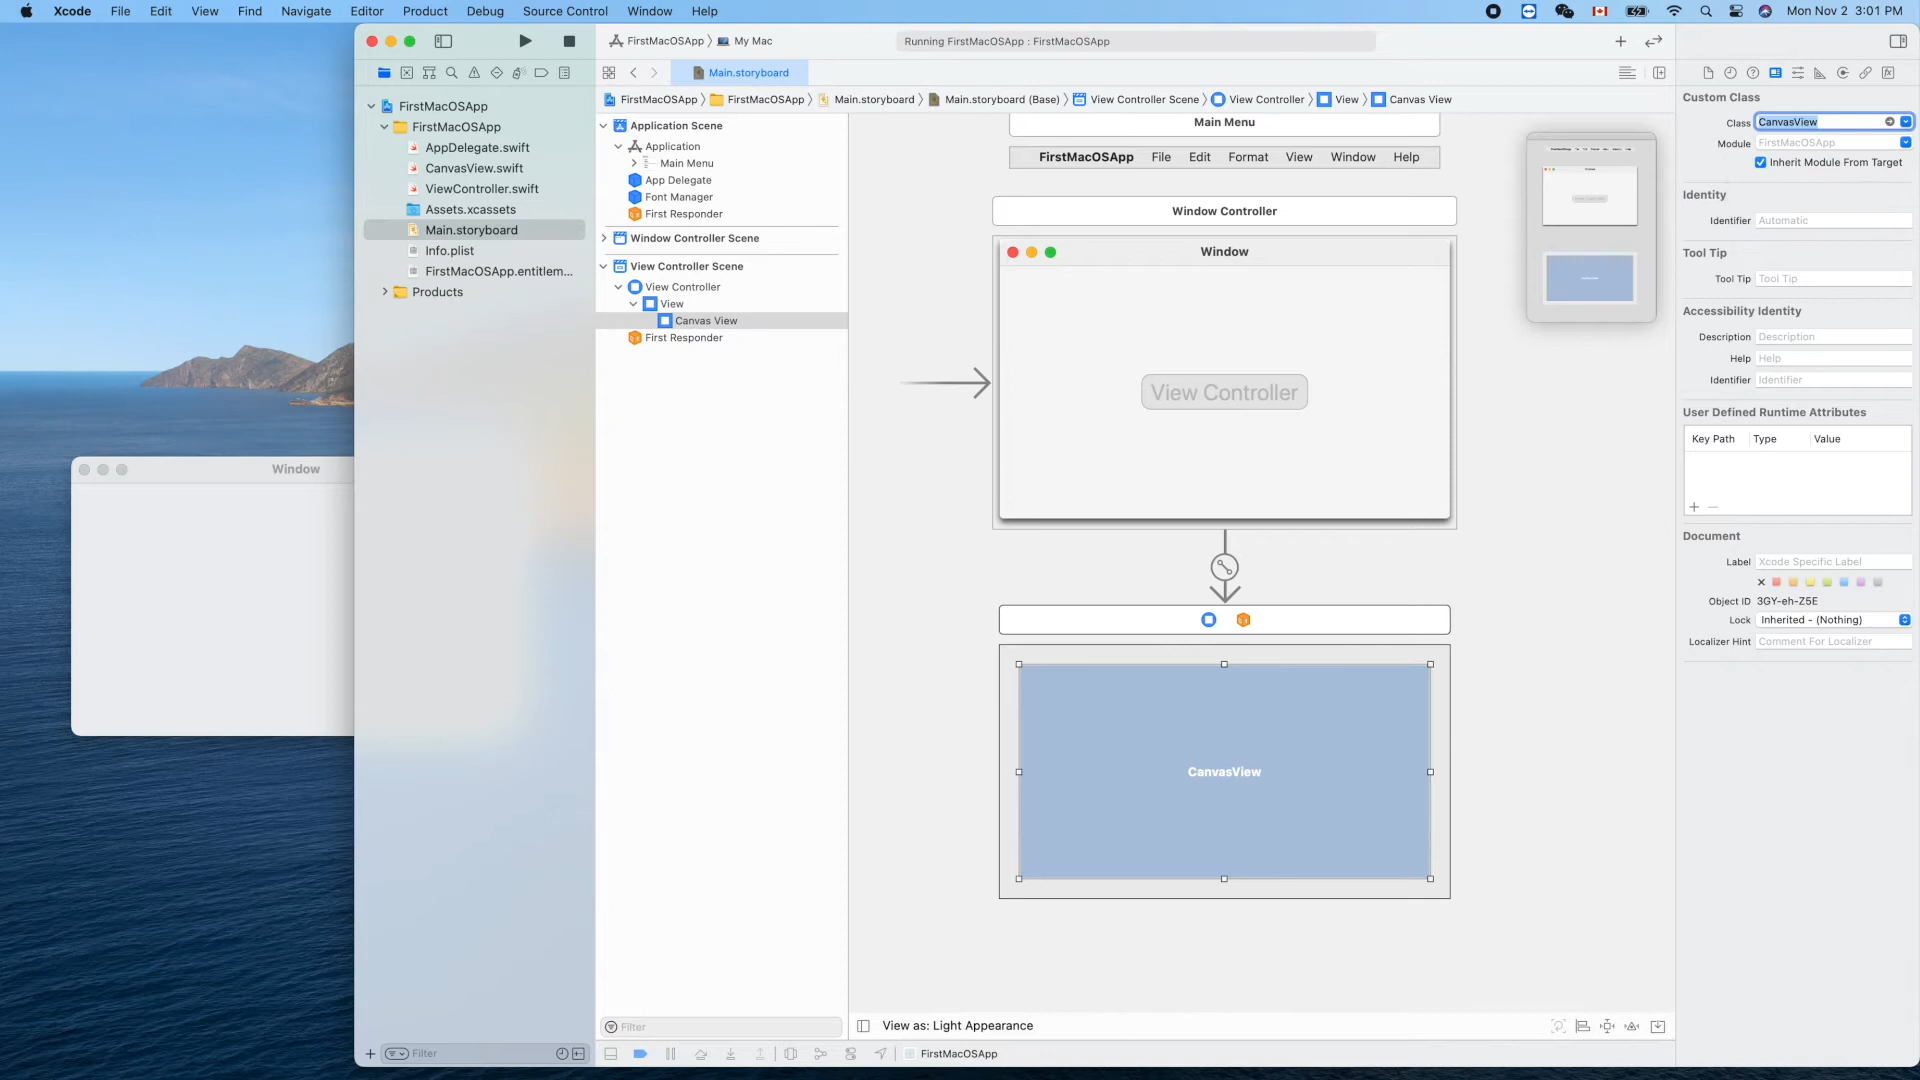 Xcode File Edit View Find Navigate Editor Product Debug Source Control Window Help Mon Nov 2 3:01 PM
FirstMacOSApp My Mac
Running FirstMacOSApp : FirstMacOSApp
Main.storyboard
FirstMacOSApp FirstMacOSApp Main.storyboard Main.storyboard (Base) View Controller Scene View Controller View Canvas View
FirstMacOSApp
FirstMacOSApp
AppDelegate.swift
CanvasView.swift
ViewController.swift
Assets.xcassets
Main.storyboard
Info.plist
FirstMacOSApp.entitlem...
Products
Filter
Window
Application Scene
Application
Main Menu
App Delegate
Font Manager
First Responder
Window Controller Scene
View Controller Scene
View Controller
View
Canvas View
First Responder
Filter
Main Menu
FirstMacOSApp File Edit Format View Window Help
Window Controller
Window
View Controller
CanvasView
View as: Light Appearance
FirstMacOSApp
Custom Class
Class CanvasView
Module FirstMacOSApp
Inherit Module From Target
Identity
Identifier Automatic
Tool Tip
Tool Tip Tool Tip
Accessibility Identity
Description Description
Help Help
Identifier Identifier
User Defined Runtime Attributes
Key Path Type Value
Document
Label Xcode Specific Label
Object ID 3GY-eh-Z5E
Lock Inherited - (Nothing)
Localizer Hint Comment For Localizer